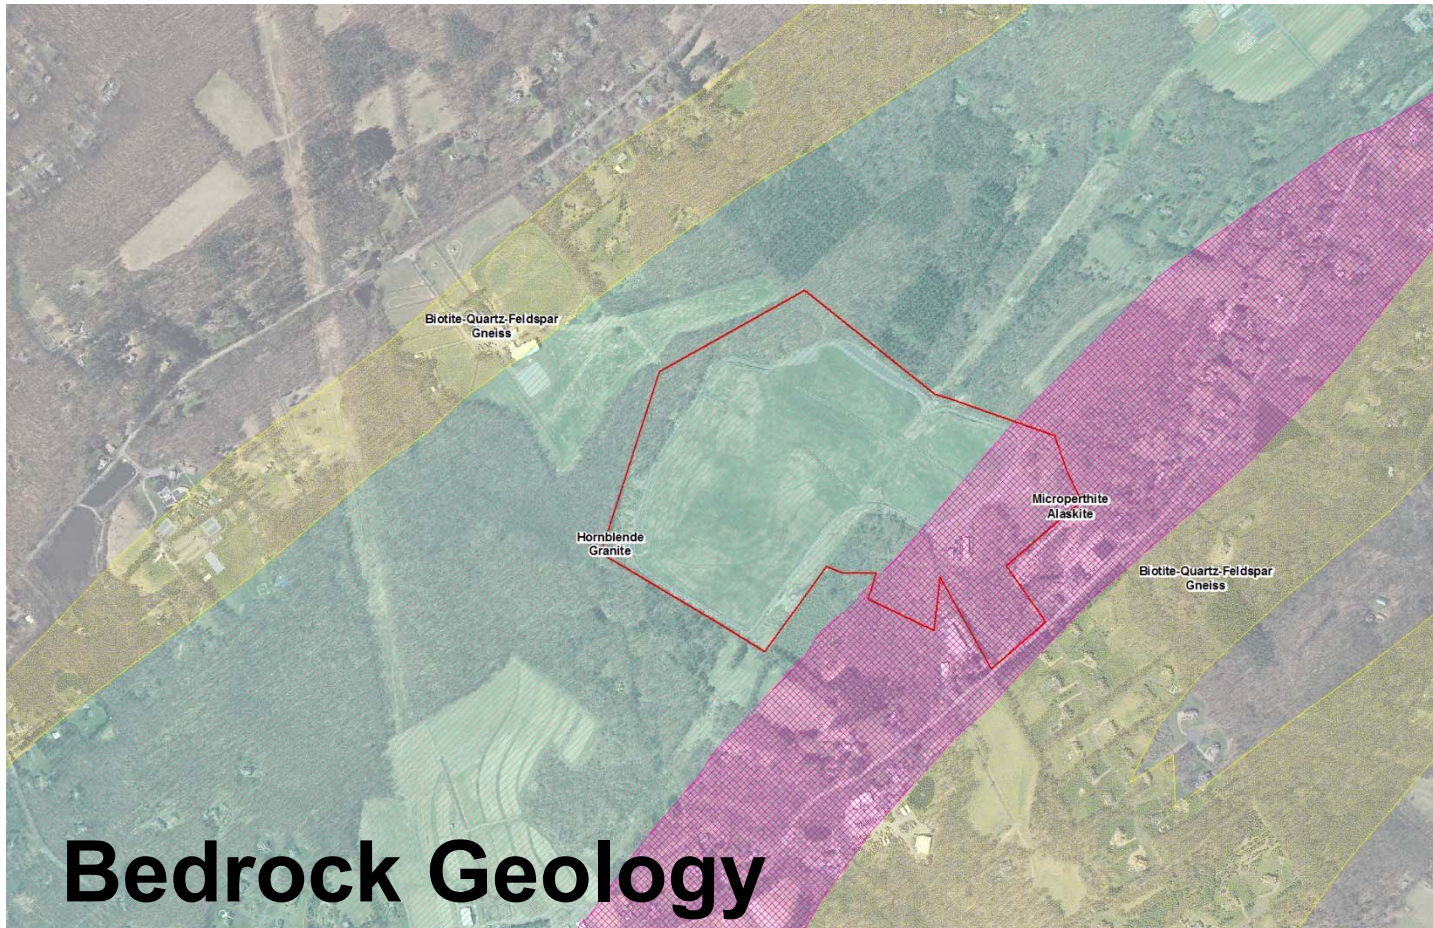 Biotite-Quartz-Feldspar
Gneiss
Microperthite
Alaskite
Hornblende
Granite
Biotite-Quartz-Feldspar
Gneiss
Bedrock Geology